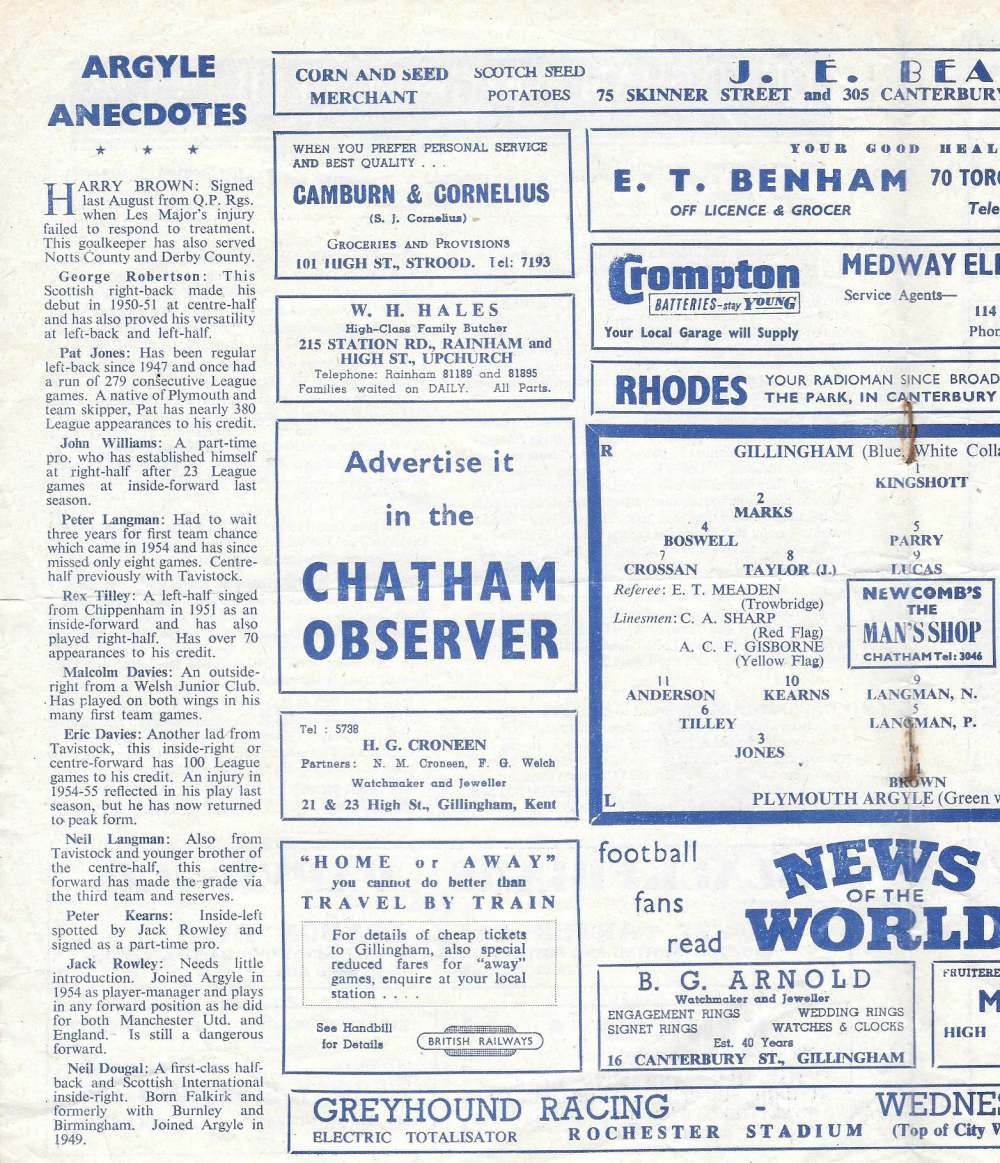 ARGYLE
ANECDOTES
★ ★ ★
HARRY BROWN: Signed
last August from Q.P. Rgs.
when Les Major's injury
failed to respond to treatment.
This goalkeeper has also served
Notts County and Derby County.
George Robertson: This
Scottish right-back made his
debut in 1950-51 at centre-half
and has also proved his versatility
at left-back and left-half.
Pat Jones: Has been regular
left-back since 1947 and once had
a run of 279 consecutive League
games. A native of Plymouth and
team skipper, Pat has nearly 380
League appearances to his credit.
John Williams: A part-time
pro. who has established himself
at right-half after 23 League
games at inside-forward last
season.
Peter Langman: Had to wait
three years for first team chance
which came in 1954 and has since
missed only eight games. Centre-
half previously with Tavistock.
Rex Tilley: A left-half singed
from Chippenham in 1951 as an
inside-forward and has also
played right-half. Has over 70
appearances to his credit.
Malcolm Davies: An outside-
right from a Welsh Junior Club.
Has played on both wings in his
many first team games.
Eric Davies: Another lad from
Tavistock, this inside-right or
centre-forward has 100 League
games to his credit. An injury in
1954-55 reflected in his play last
season, but he has now returned
to peak form.
Neil Langman: Also from
Tavistock and younger brother of
the centre-half, this centre-
forward has made the grade via
the third team and reserves.
Peter Kearns: Inside-left
spotted by Jack Rowley and
signed as a part-time pro.
Jack Rowley: Needs little
introduction. Joined Argyle in
1954 as player-manager and plays
in any forward position as he did
for both Manchester Utd. and
England. Is still a dangerous
forward.
Neil Dougal: A first-class half-
back and Scottish International
inside-right. Born Falkirk and
formerly with Burnley and
Birmingham. Joined Argyle in
1949.
CORN AND SEED MERCHANT
SCOTCH SEED POTATOES
J. E. BEA
75 SKINNER STREET and 305 CANTERBURY
WHEN YOU PREFER PERSONAL SERVICE
AND BEST QUALITY . . .
CAMBURN & CORNELIUS
(S. J. Cornelius)
GROCERIES AND PROVISIONS
101 HIGH ST., STROOD. Tel: 7193
W. H. HALES
High-Class Family Butcher
215 STATION RD., RAINHAM and
HIGH ST., UPCHURCH
Telephone: Rainham 81189 and 81895
Families waited on DAILY. All Parts.
Advertise it
in the
CHATHAM
OBSERVER
Tel : 5738
H. G. CRONEEN
Partners: N. M. Croneen, F. G. Welch
Watchmaker and Jeweller
21 & 23 High St., Gillingham, Kent
"HOME or AWAY"
you cannot do better than
TRAVEL BY TRAIN
For details of cheap tickets
to Gillingham, also special
reduced fares for "away"
games, enquire at your local
station . . . .
See Handbill
for Details
BRITISH RAILWAYS
YOUR GOOD HEAL
E. T. BENHAM 70 TORO
OFF LICENCE & GROCER Tele
Crompton
BATTERIES-stay YOUNG
Your Local Garage will Supply
MEDWAY ELE
Service Agents—
114
Phon
RHODES
YOUR RADIOMAN SINCE BROAD
THE PARK, IN CANTERBURY
R GILLINGHAM (Blue, White Colla
1
KINGSHOTT
2
MARKS
4 5
BOSWELL PARRY
7 8 9
CROSSAN TAYLOR (J.) LUCAS
Referee: E. T. MEADEN
(Trowbridge)
Linesmen: C. A. SHARP
(Red Flag)
A. C. F. GISBORNE
(Yellow Flag)
NEWCOMB'S
THE
MAN'S SHOP
CHATHAM Tel: 3046
11 10 9
ANDERSON KEARNS LANGMAN, N.
6 5
TILLEY LANGMAN, P.
3
JONES
1
BROWN
L PLYMOUTH ARGYLE (Green w
football
fans
read
NEWS
OF THE
WORLD
B. G. ARNOLD
Watchmaker and Jeweller
ENGAGEMENT RINGS WEDDING RINGS
SIGNET RINGS WATCHES & CLOCKS
Est. 40 Years
16 CANTERBURY ST., GILLINGHAM
FRUITERE
M
HIGH
GREYHOUND RACING - WEDNES
ELECTRIC TOTALISATOR ROCHESTER STADIUM (Top of City W